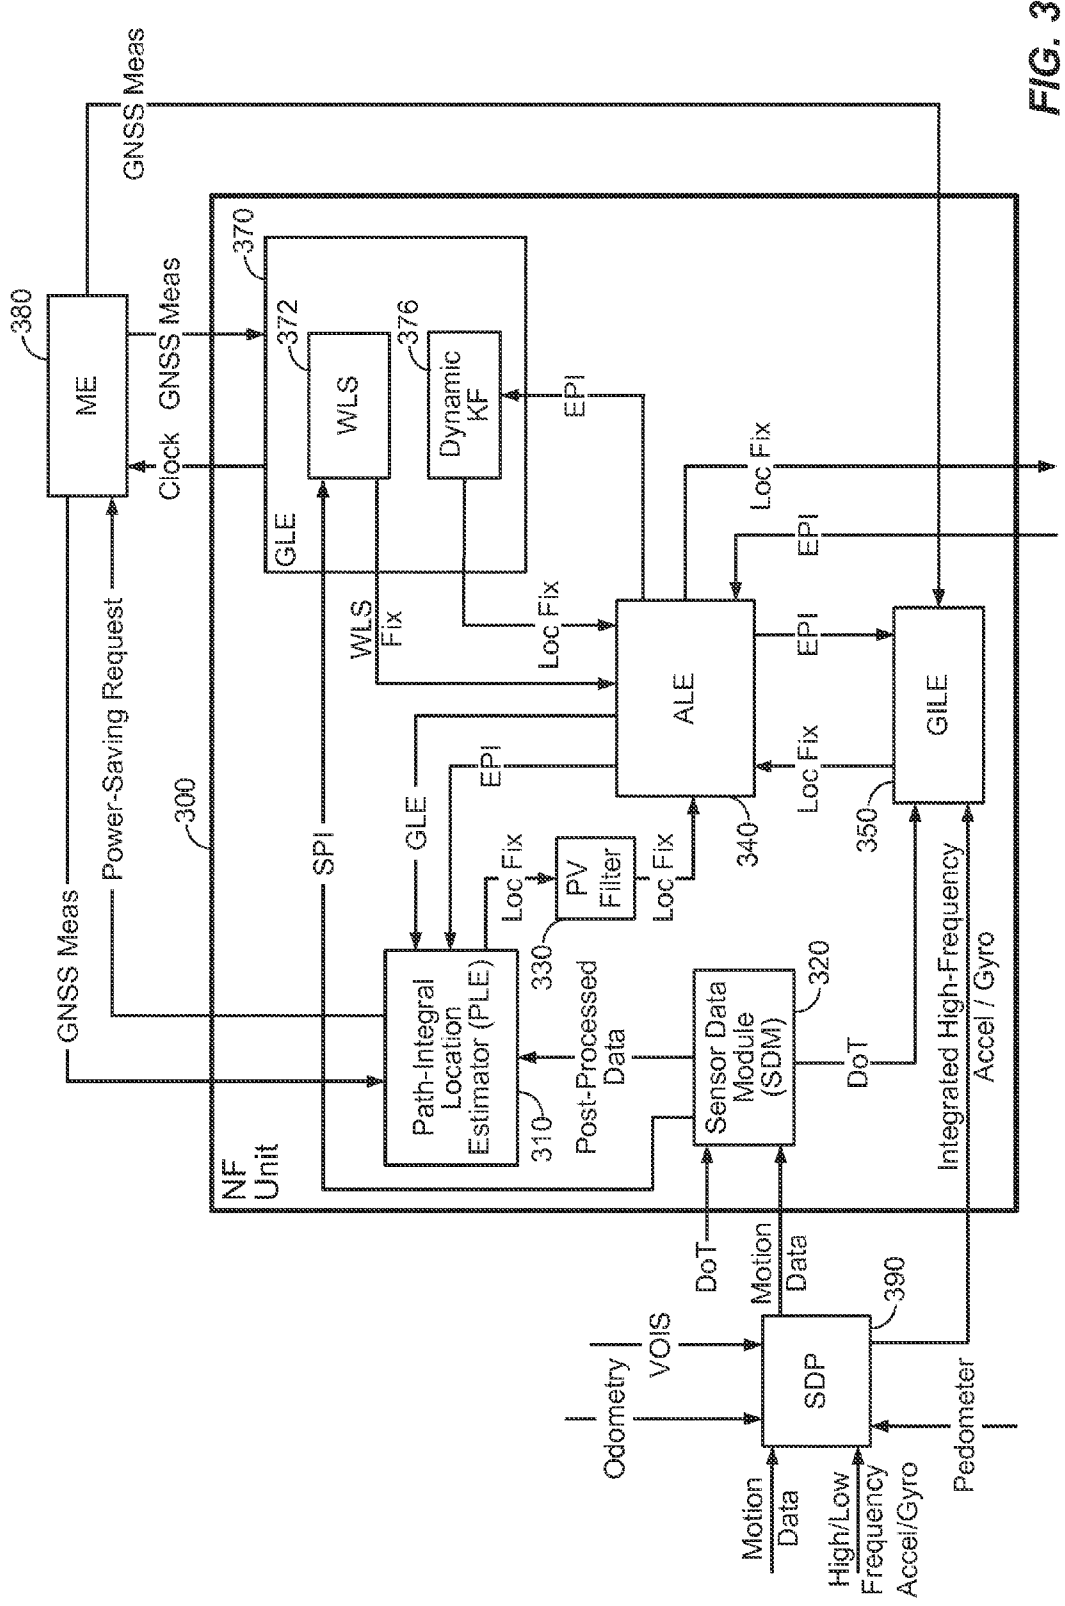 380
ME
GNSS Meas
GNSS Meas
Power-Saving Request
Clock
GNSS Meas
300
NF
Unit
370
GLE
372
WLS
376
Dynamic
KF
SPI
WLS
Fix
GLE
EPI
Loc Fix
EPI
Path-Integral
Location
Estimator (PLE)
310
Loc Fix
330
PV
Filter
Loc Fix
ALE
340
Loc Fix
EPI
Post-Processed
Data
Sensor Data
Module
(SDM)
320
DoT
Loc Fix
EPI
350
GILE
Integrated High-Frequency
Accel / Gyro
DoT
Motion
Data
Odometry
VOIS
SDP
390
Motion
Data
High/Low
Frequency
Accel/Gyro
Pedometer
FIG. 3